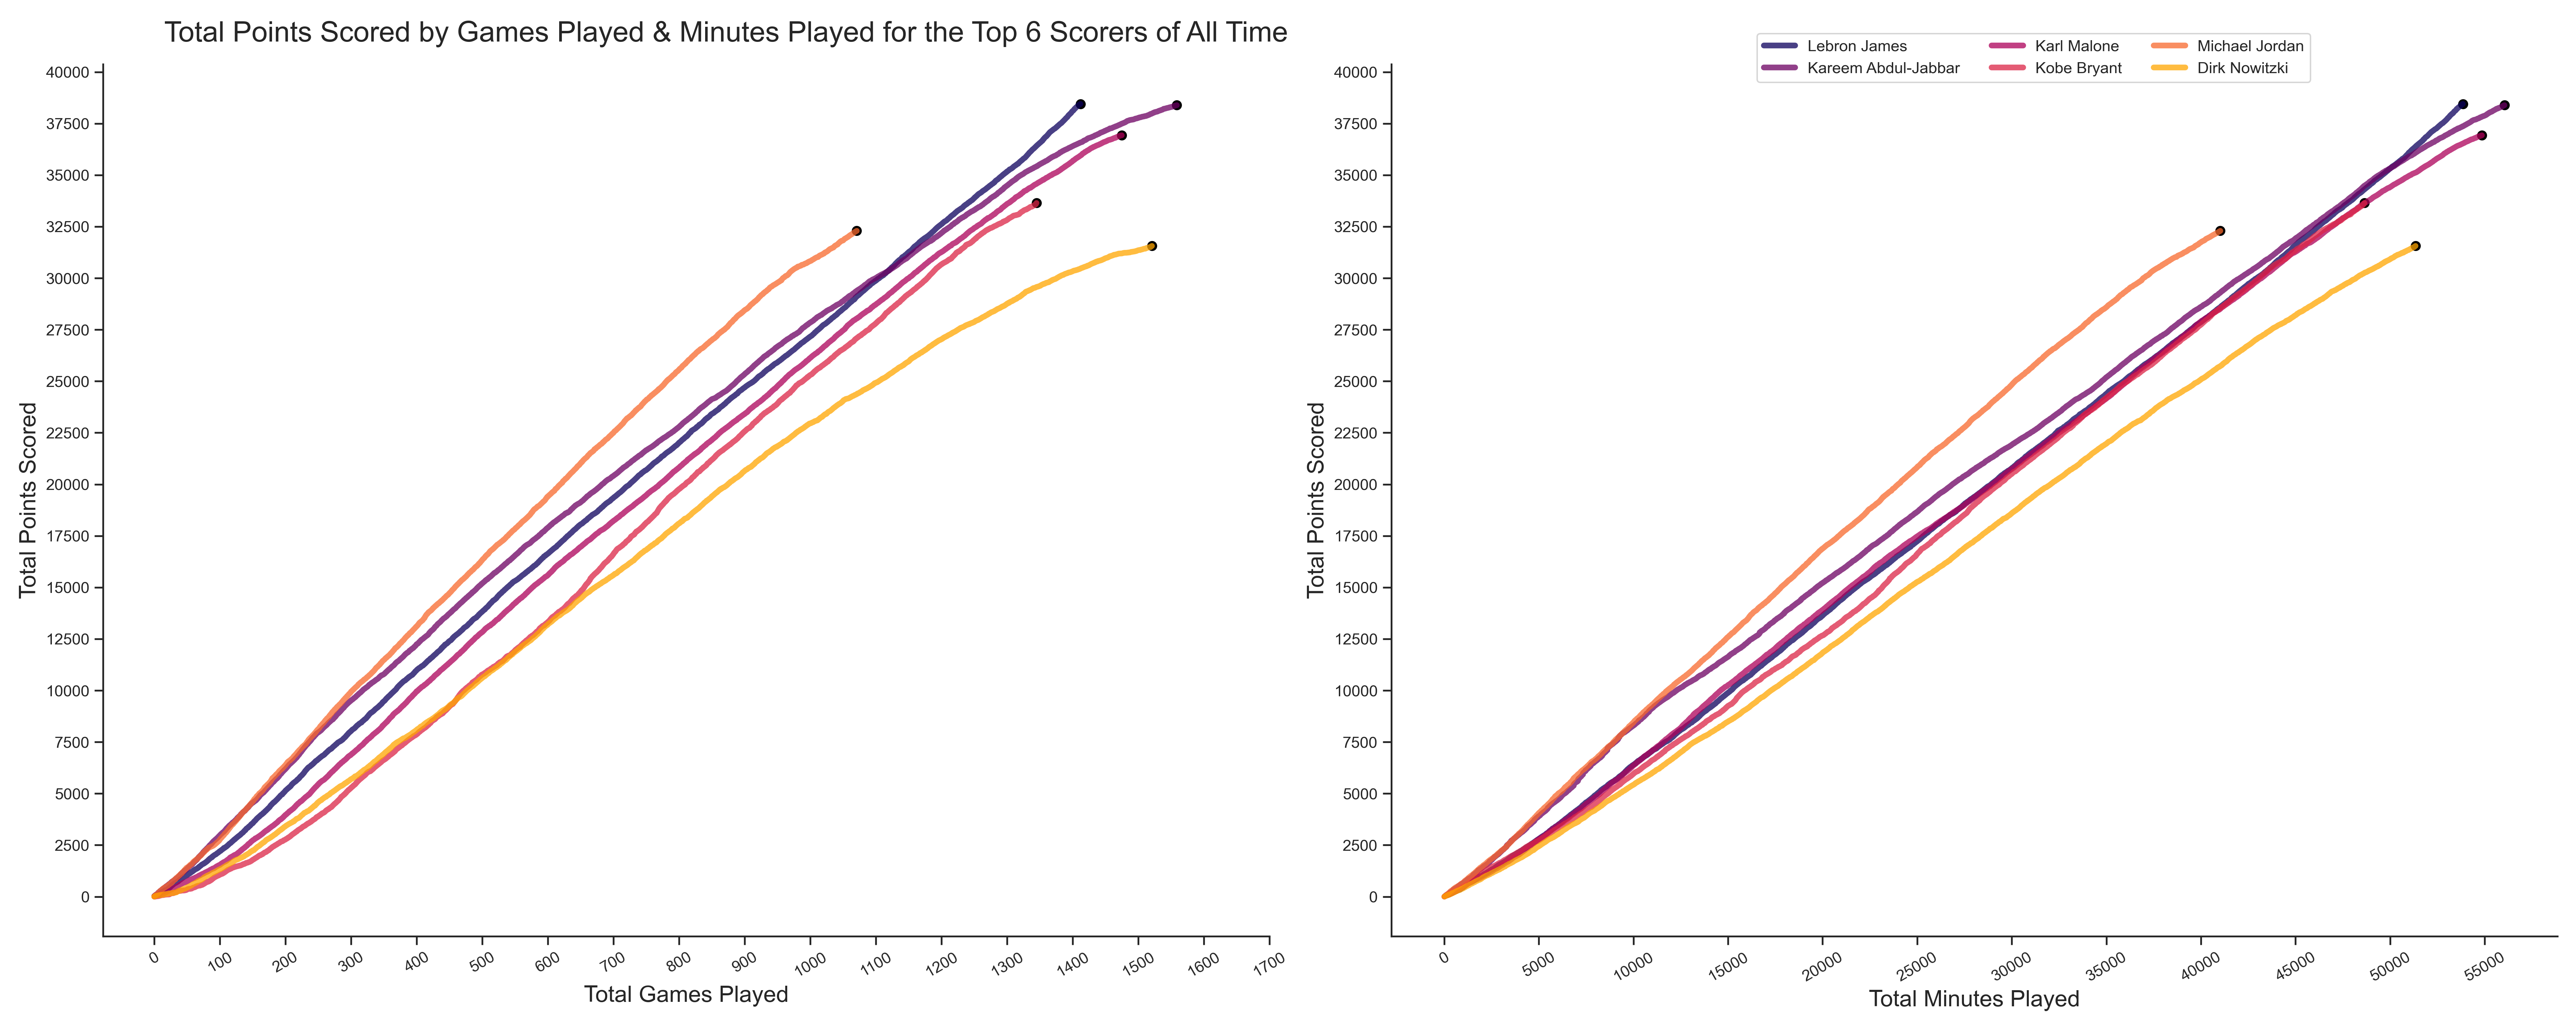 Total Points Scored by Games Played & Minutes Played for the Top 6 Scorers of All Time
Lebron James
Karl Malone
Michael Jordan
Kareem Abdul-Jabbar
Kobe Bryant
Dirk Nowitzki
Total Points Scored
40000
37500
35000
32500
30000
27500
25000
22500
20000
17500
15000
12500
10000
7500
5000
2500
0
0 100 200 300 400 500 600 700 800 900 1000 1100 1200 1300 1400 1500 1600 1700
Total Games Played
Total Points Scored
40000
37500
35000
32500
30000
27500
25000
22500
20000
17500
15000
12500
10000
7500
5000
2500
0
0 5000 10000 15000 20000 25000 30000 35000 40000 45000 50000 55000
Total Minutes Played